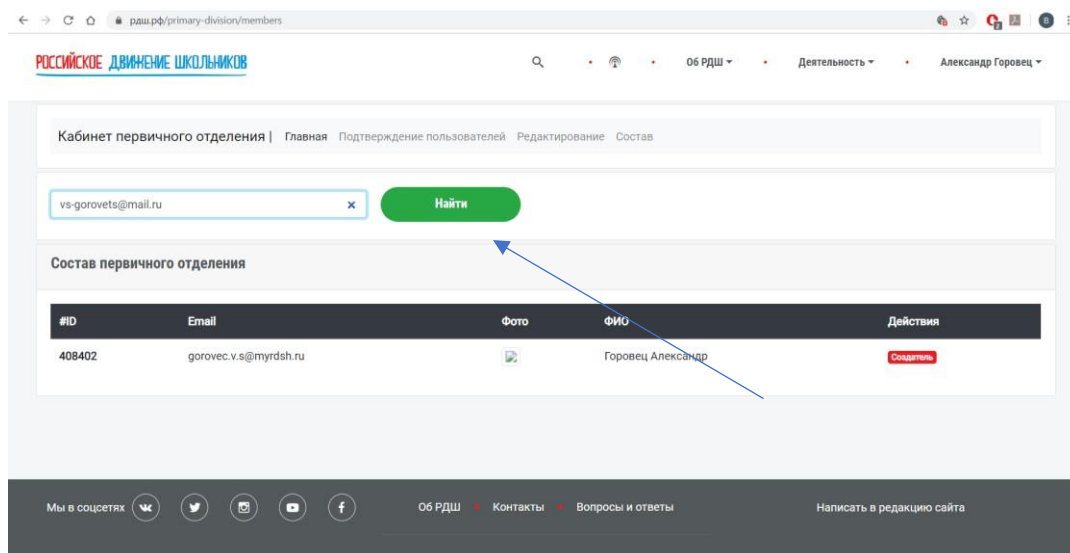 рдш.рф/primary-division/members
РОССИЙСКОЕ ДВИЖЕНИЕ ШКОЛЬНИКОВ
Об РДШ
Деятельность
Александр Горовец
Кабинет первичного отделения | Главная Подтверждение пользователей Редактирование Состав
vs-gorovets@mail.ru × Найти
Состав первичного отделения
#ID Email Фото ФИО Действия
408402 gorovec.v.s@myrdsh.ru Горовец Александр Создатель
Мы в соцсетях Об РДШ Контакты Вопросы и ответы Написать в редакцию сайта